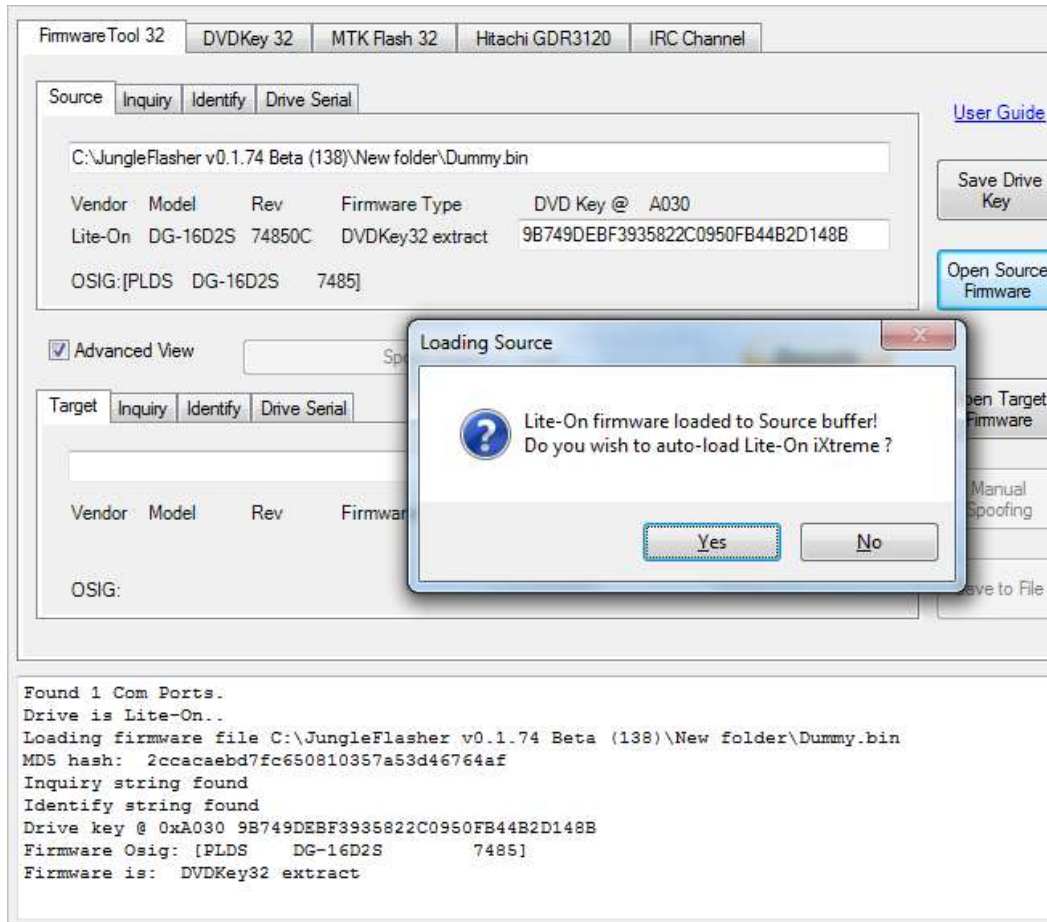 FirmwareTool 32 DVDKey 32 MTK Flash 32 Hitachi GDR3120 IRC Channel
Source Inquiry Identify Drive Serial
User Guide
C:\JungleFlasher v0.1.74 Beta (138)\New folder\Dummy.bin
Save Drive
Key
Vendor Model Rev Firmware Type DVD Key @ A030
Lite-On DG-16D2S 74850C DVDKey32 extract 9B749DEBF3935822C0950FB44B2D148B
Open Source
Firmware
OSIG:[PLDS DG-16D2S 7485]
Loading Source
Advanced View
Target Inquiry Identify Drive Serial
Lite-On firmware loaded to Source buffer!
Do you wish to auto-load Lite-On iXtreme ?
Target
Firmware
Vendor Model Rev
Manual
Spoofing
Yes No
OSIG:
to File
Found 1 Com Ports.
Drive is Lite-On..
Loading firmware file C:\JungleFlasher v0.1.74 Beta (138)\New folder\Dummy.bin
MD5 hash: 2ccacaebd7fc650810357a53d46764af
Inquiry string found
Identify string found
Drive key @ 0xA030 9B749DEBF3935822C0950FB44B2D148B
Firmware Osig: [PLDS DG-16D2S 7485]
Firmware is: DVDKey32 extract